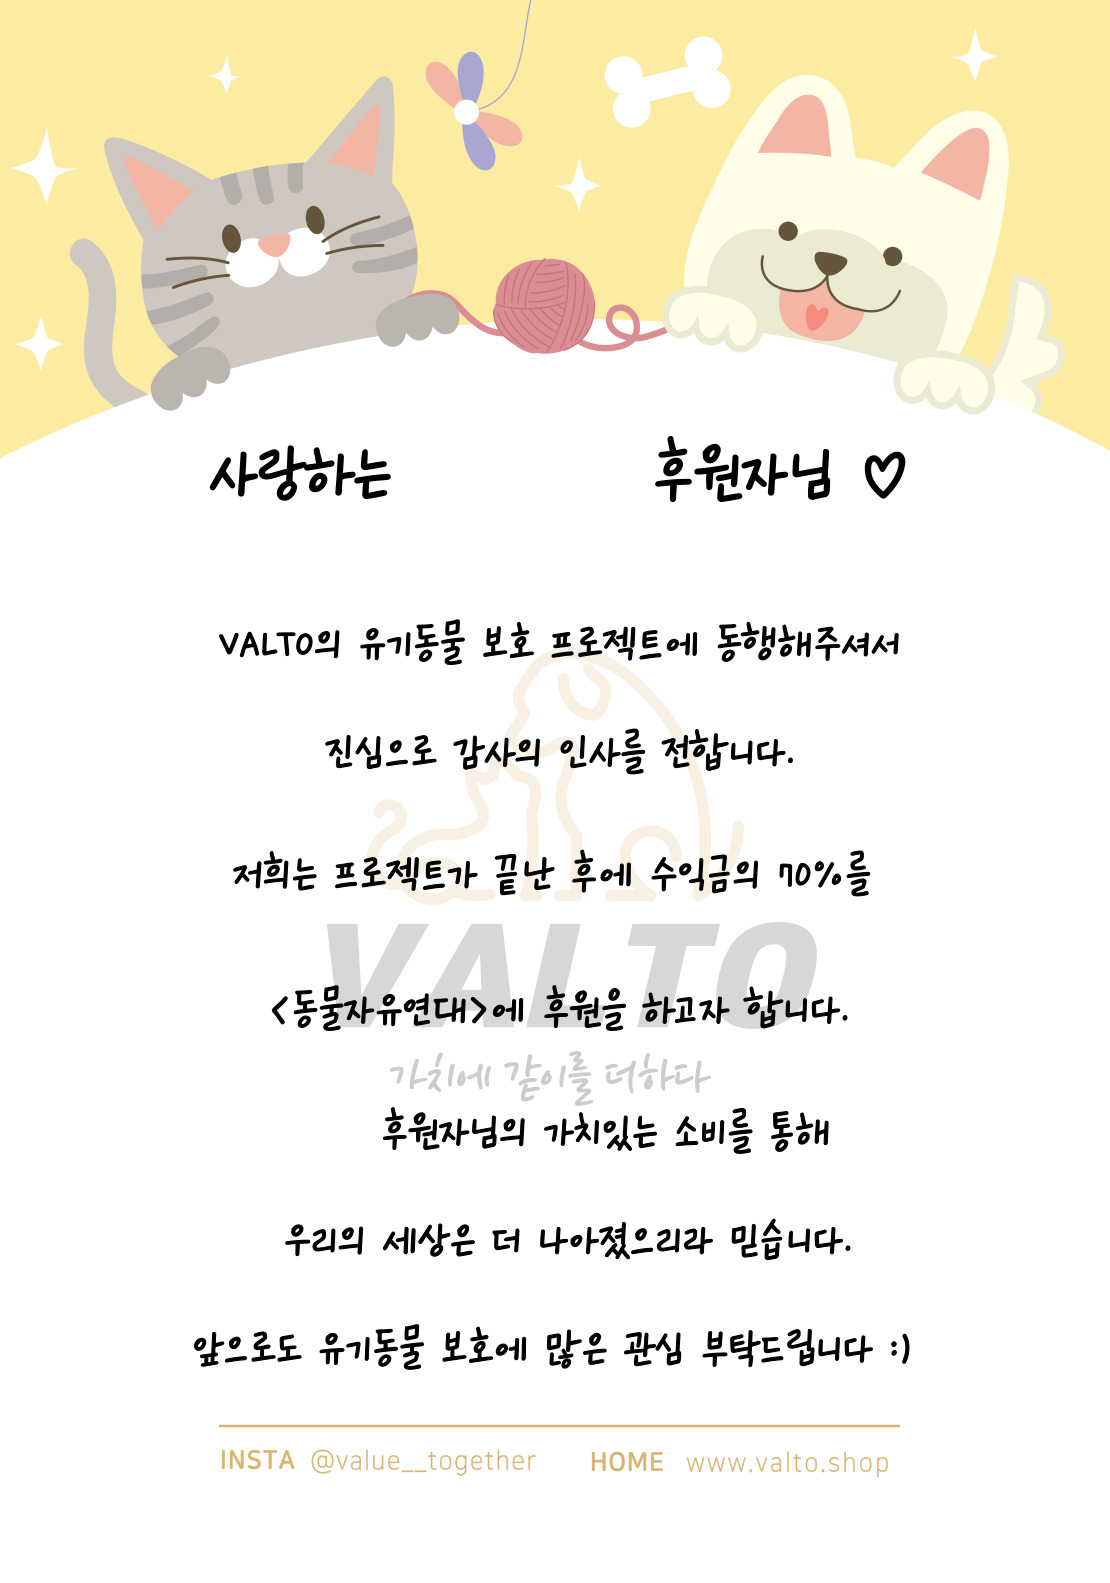 사랑하는 후원자님 ♡
VALTO의 유기동물 보호 프로젝트에 동행해주셔서
진심으로 감사의 인사를 전합니다.
저희는 프로젝트가 끝난 후에 수익금의 70%를
VALTO
<동물자유연대>에 후원을 하고자 합니다.
가치에 같이를 더하다
후원자님의 가치있는 소비를 통해
우리의 세상은 더 나아졌으리라 믿습니다.
앞으로도 유기동물 보호에 많은 관심 부탁드립니다 :)
INSTA @value__together HOME www.valto.shop